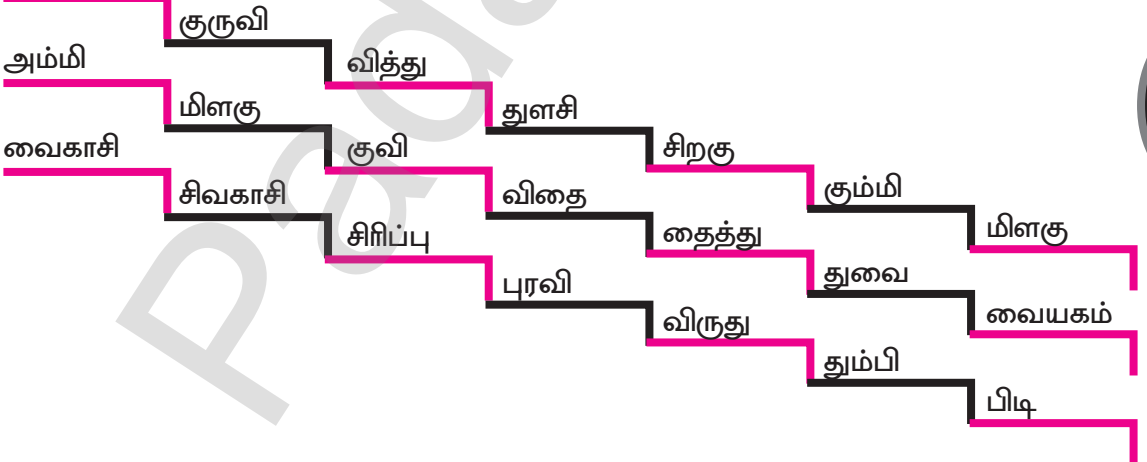 குருவி வித்து துளசி சிறகு கும்மி மிளகு
அம்மி மிளகு குவி விதை தைத்து துவை வையகம்
வைகாசி சிவகாசி சிரிப்பு புரவி விருது தும்பி பிடி